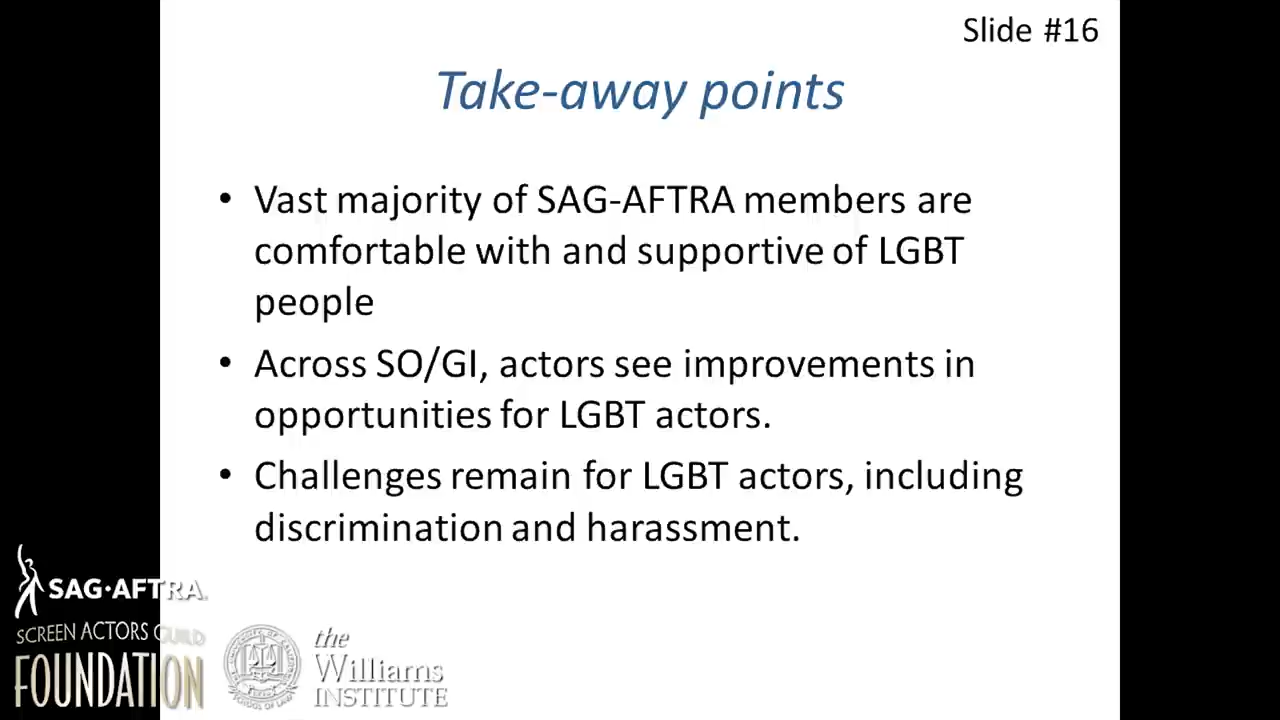 Slide #16
Take-away points
• Vast majority of SAG-AFTRA members are
comfortable with and supportive of LGBT
people
• Across SO/GI, actors see improvements in
opportunities for LGBT actors.
• Challenges remain for LGBT actors, including
discrimination and harassment.
SAG·AFTRA
SCREEN ACTORS GUILD
FOUNDATION
the
Williams
INSTITUTE